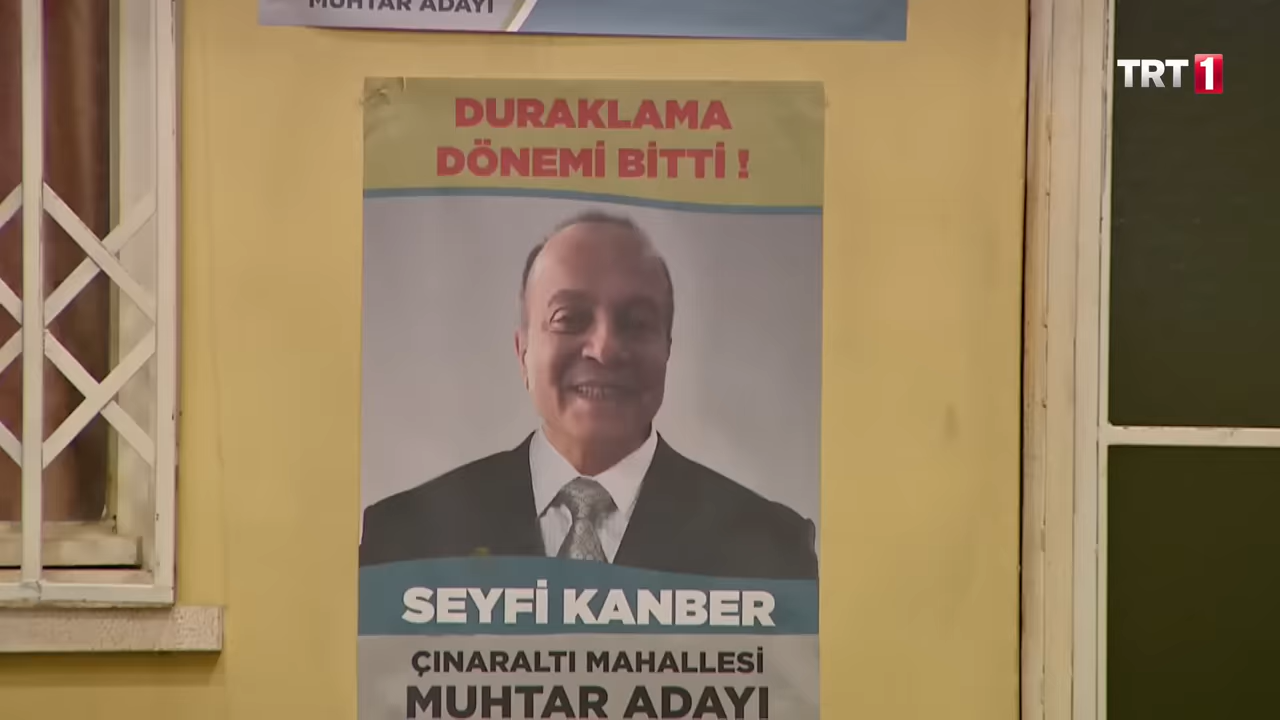 MUHTAR ADAYI
TRT 1
DURAKLAMA
DÖNEMİ BİTTİ !
SEYFİ KANBER
ÇINARALTI MAHALLESİ
MUHTAR ADAYI